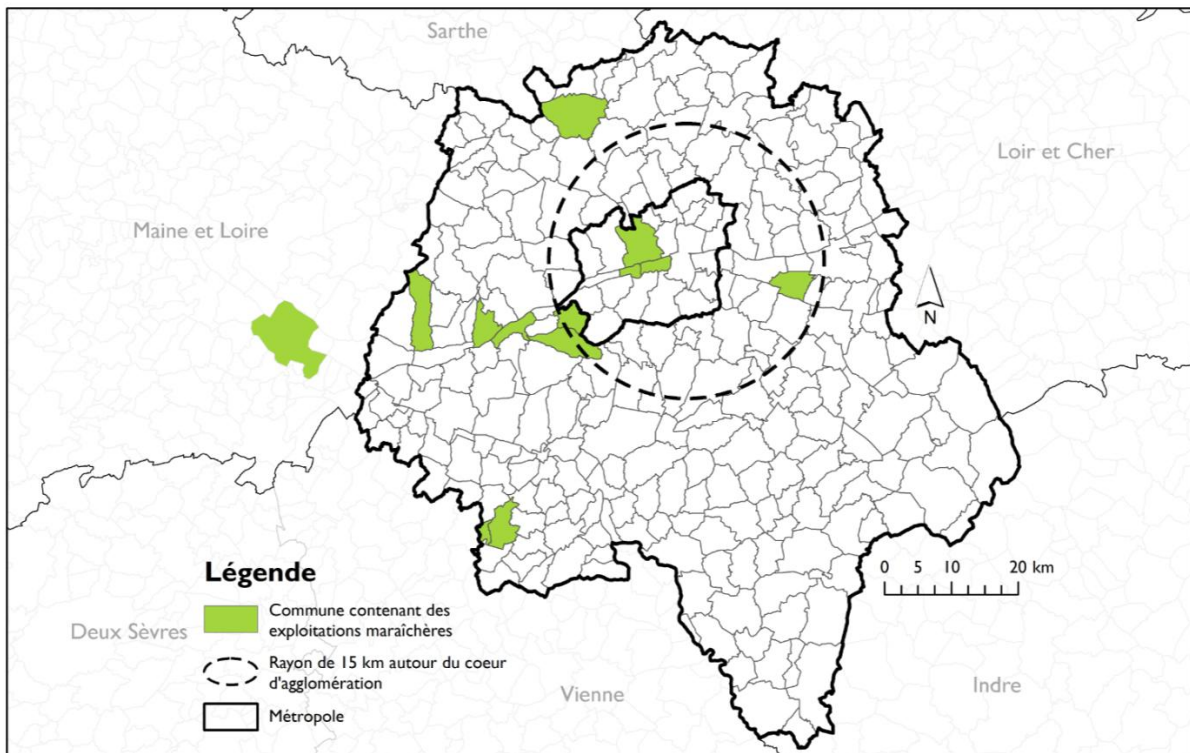 Sarthe
Loir et Cher
Maine et Loire
N
0 5 10 20 km
Légende
Commune contenant des
exploitations maraîchères
Deux Sèvres
Rayon de 15 km autour du coeur
d'agglomération
Métropole
Vienne
Indre